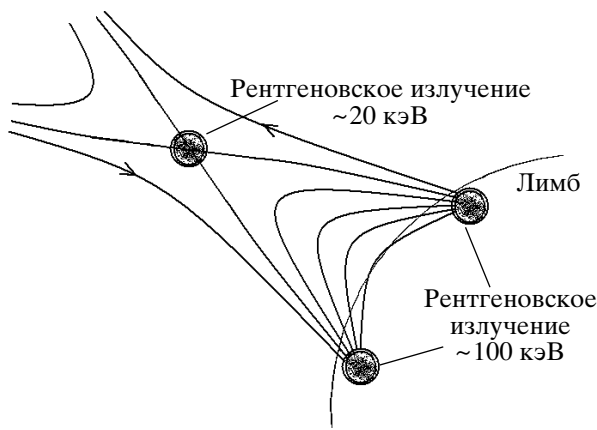 Рентгеновское излучение
~20 кэВ
Лимб
Рентгеновское
излучение
~100 кэВ